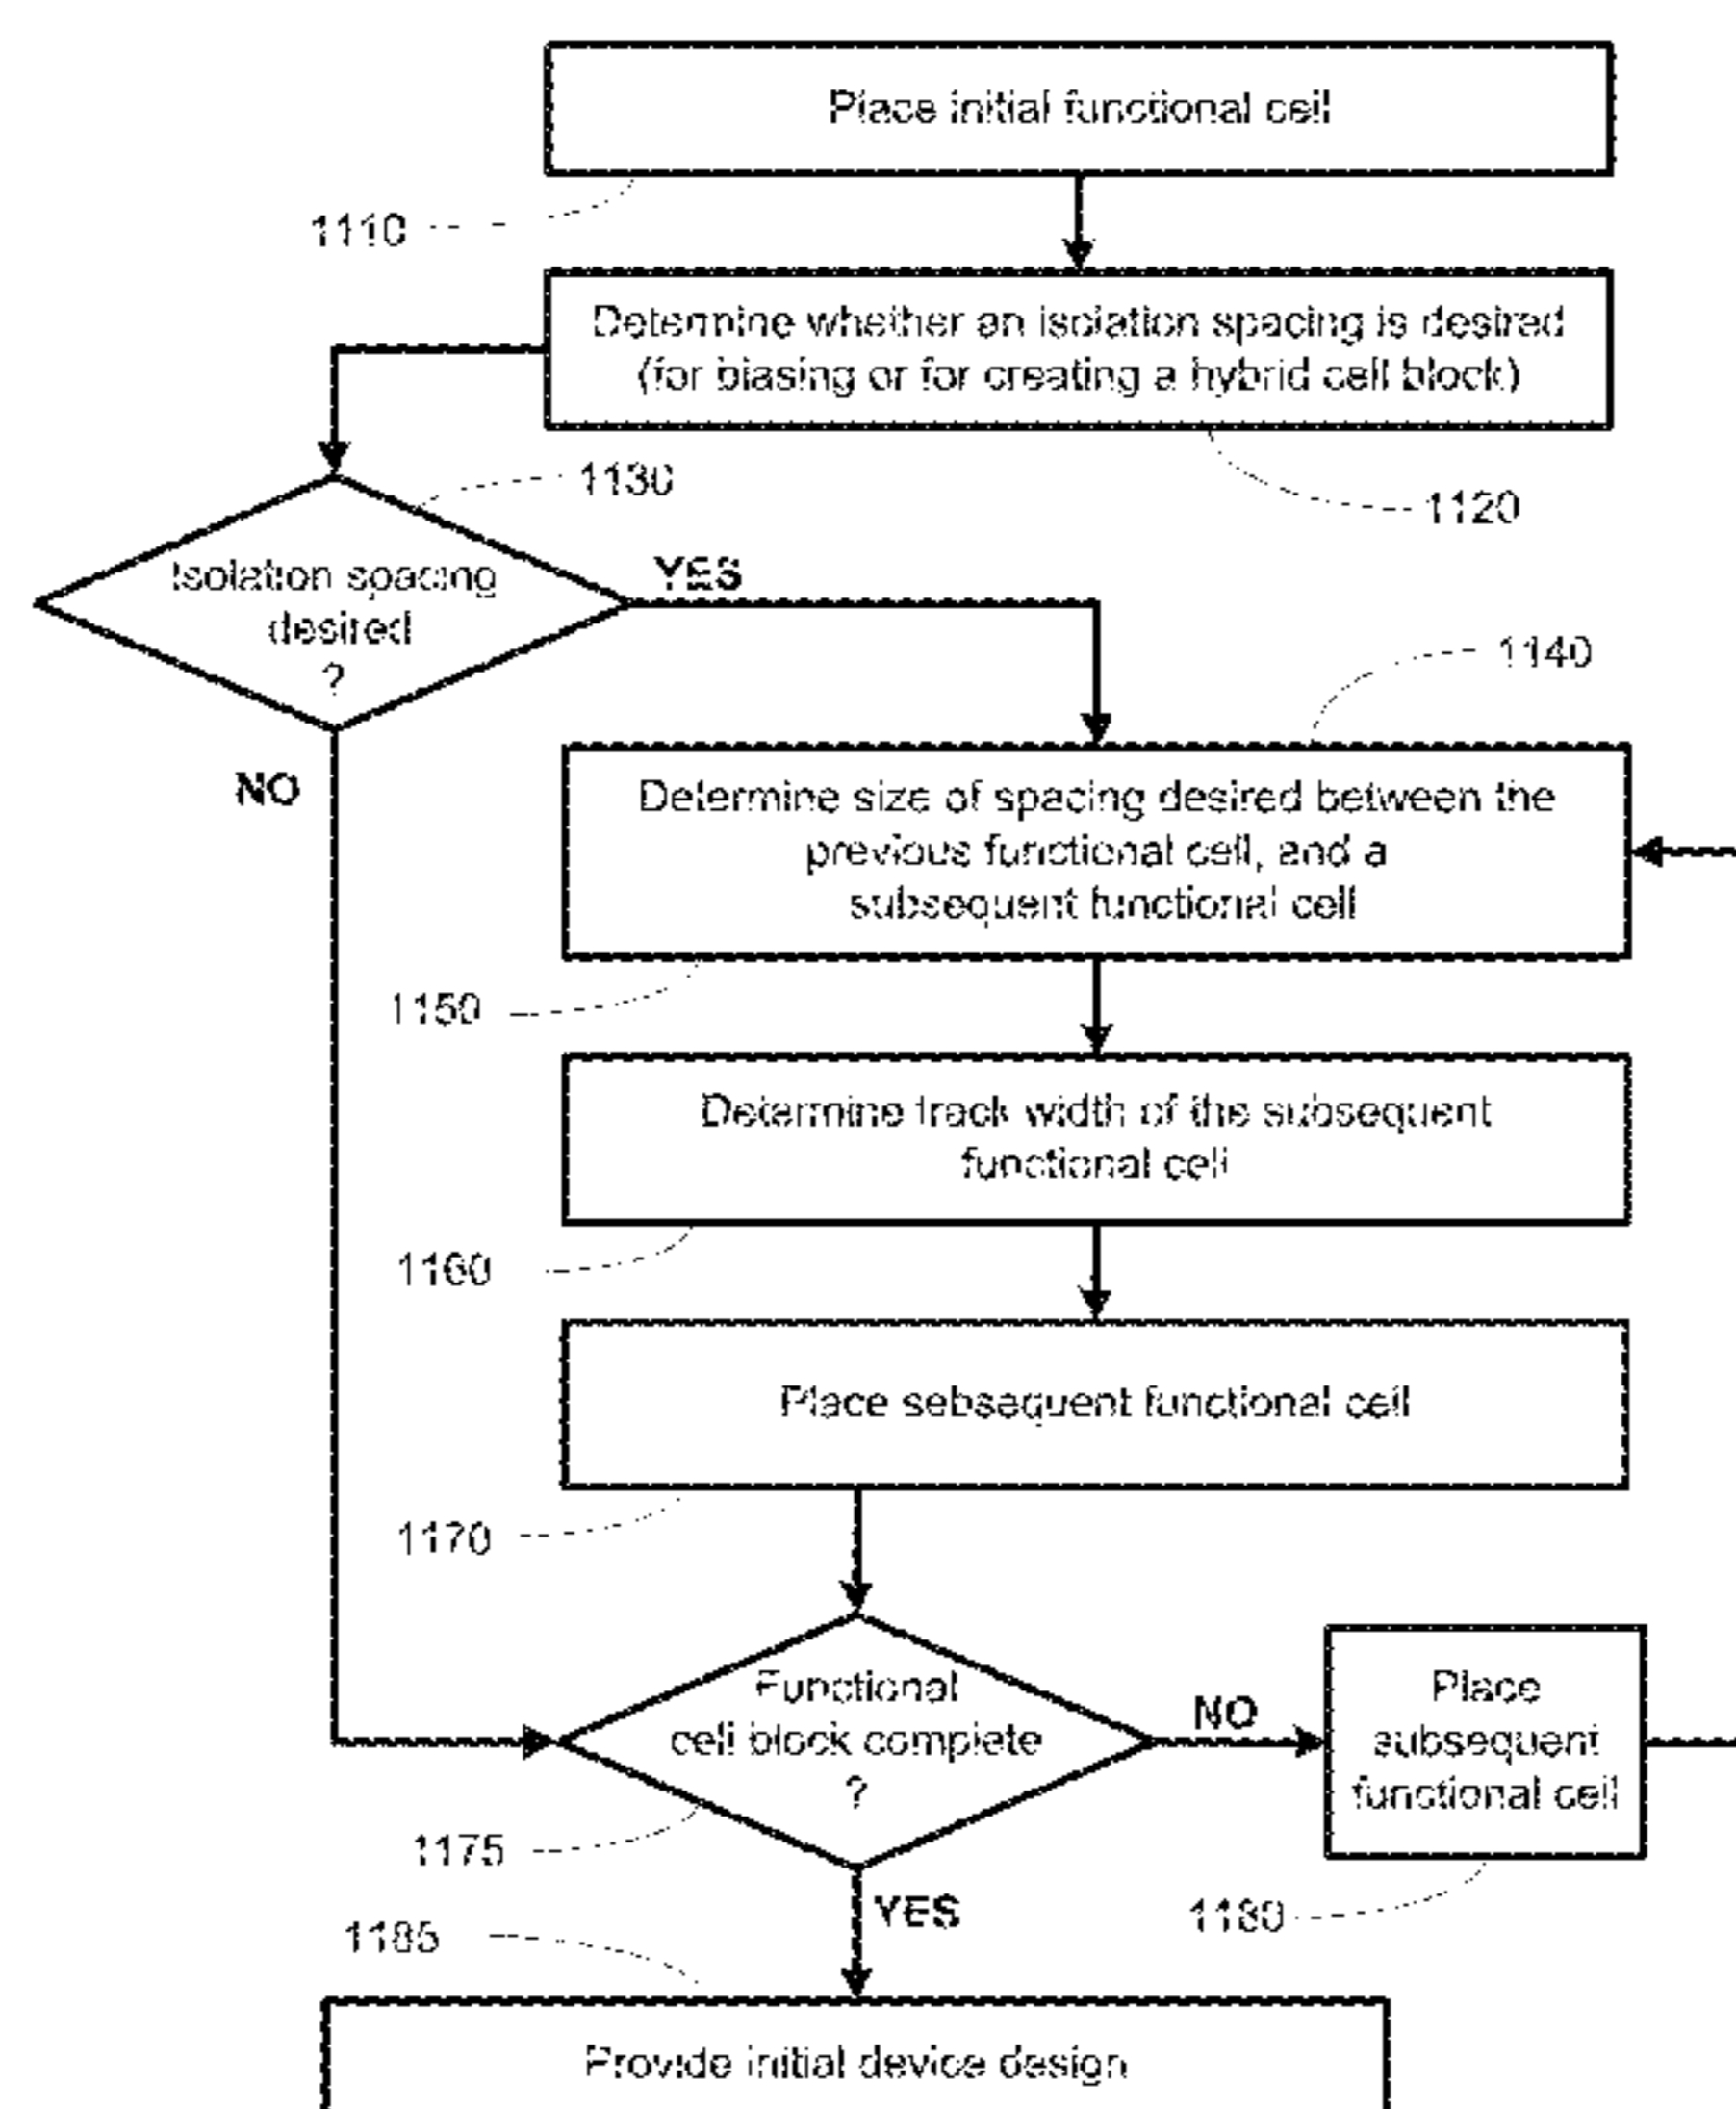 Place initial functional cell
1110
Determine whether an isolation spacing is desired
(for biasing or for creating a hybrid cell block)
1130
1120
Isolation spacing
desired
?
YES
1140
NO
Determine size of spacing desired between the
previous functional cell, and a
subsequent functional cell
1150
Determine track width of the subsequent
functional cell
1160
Place sebsequent functional cell
1170
Functional
cell block complete
?
NO
Place
subsequent
functional cell
1175
YES
1180
1185
Provide initial device design